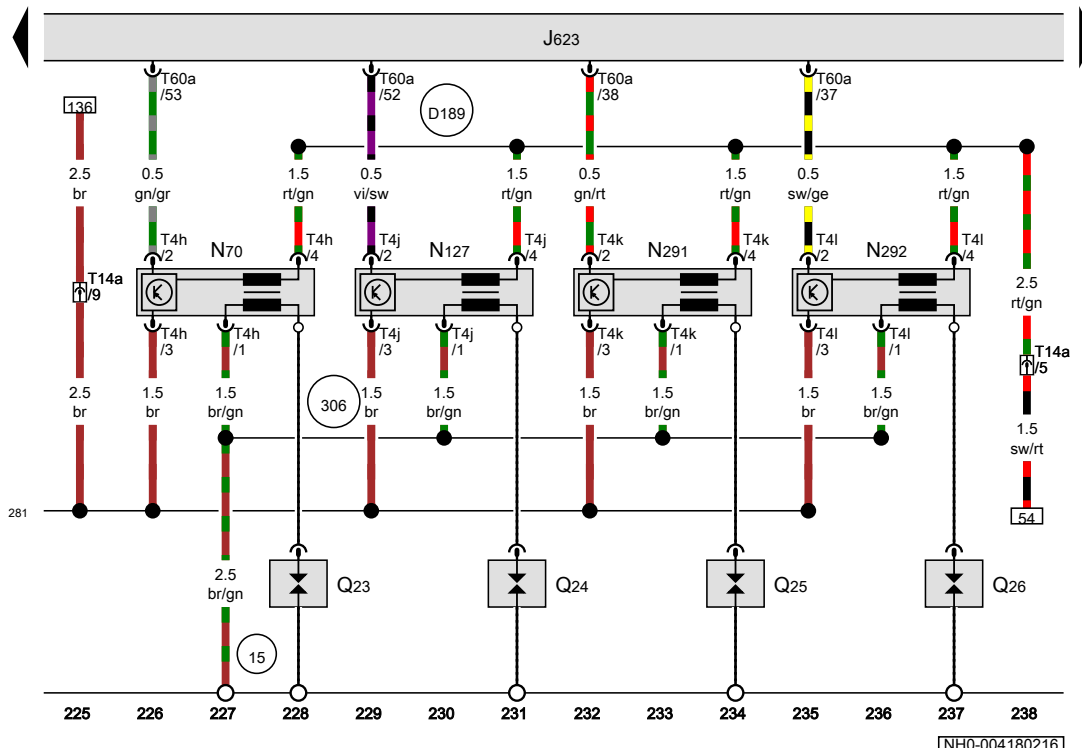 J623
T60a T60a T60a T60a
/53 /52 /38 /37
136
D189
2.5 0.5 1.5 0.5 1.5 0.5 1.5 0.5 1.5
br gn/gr rt/gn vi/sw rt/gn gn/rt rt/gn sw/ge rt/gn
T4h N70 T4h T4j N127 T4j T4k N291 T4k T4l N292 T4l
/2 /4 /2 /4 /2 /4 /2 /4
T14a 2.5
/9 rt/gn
T4h T4h T4j T4j T4k T4k T4l T4l
/3 /1 /3 /1 /3 /1 /3 /1
T14a
/5
2.5 1.5 1.5 306 1.5 1.5 1.5 1.5 1.5 1.5
br br br/gn br br/gn br br/gn br br/gn
1.5
sw/rt
281
54
2.5 Q23 Q24 Q25 Q26
br/gn
15
225 226 227 228 229 230 231 232 233 234 235 236 237 238
NH0-004180216